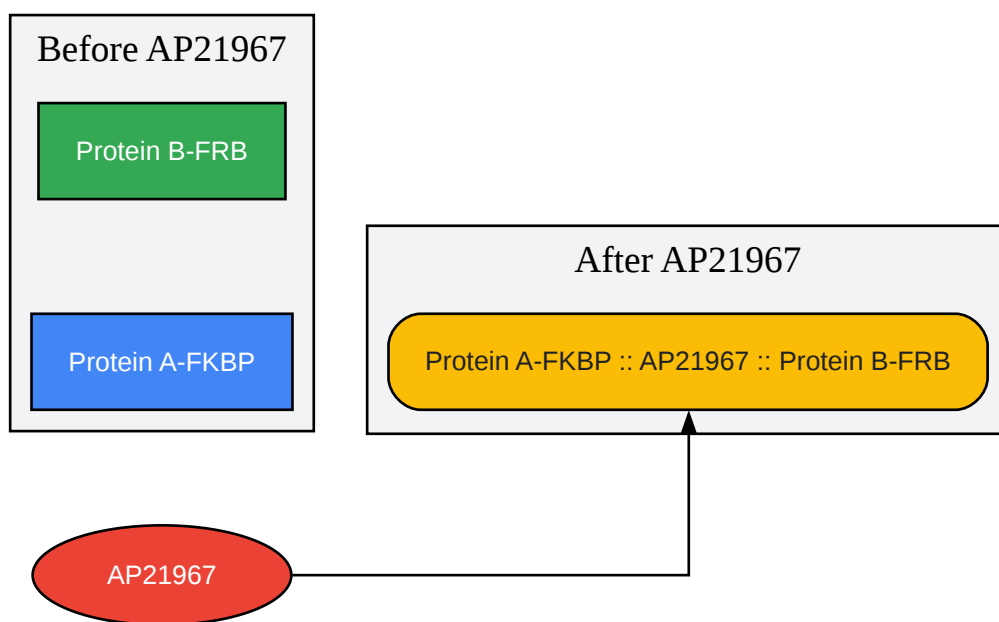 Before AP21967
Protein B-FRB
Protein A-FKBP
After AP21967
Protein A-FKBP :: AP21967 :: Protein B-FRB
AP21967